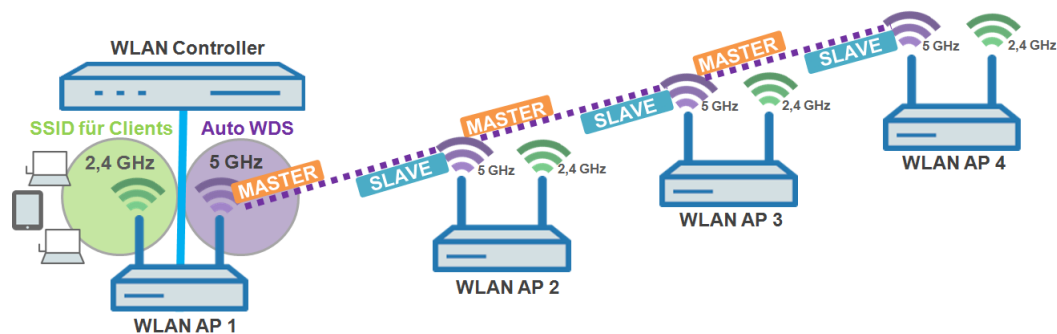 WLAN Controller
SSID für Clients
Auto WDS
2,4 GHz
5 GHz
MASTER
WLAN AP 1
SLAVE
MASTER
5 GHz
2,4 GHz
WLAN AP 2
SLAVE
MASTER
5 GHz
2,4 GHz
WLAN AP 3
SLAVE
5 GHz
2,4 GHz
WLAN AP 4